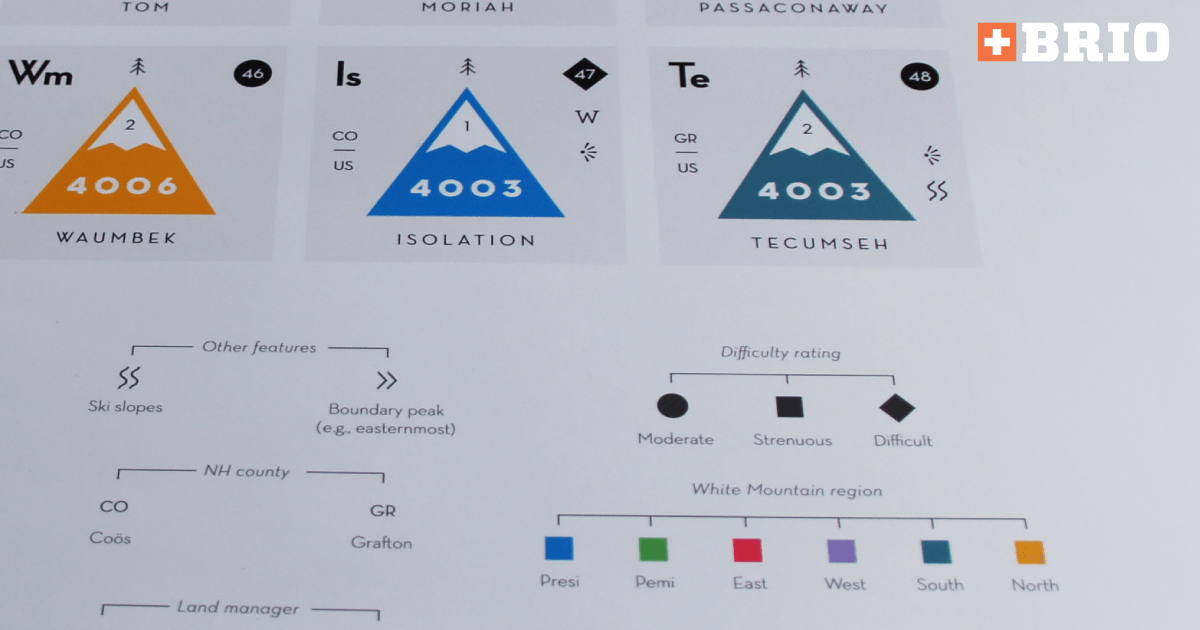 TOM
MORIAH
PASSACONAWAY
BRIO
Wm
46
2
CO
US
4006
WAUMBEK
Is
47
1
W
CO
US
4003
ISOLATION
Te
48
2
GR
US
4003
TECUMSEH
Other features
Ski slopes
Boundary peak
(e.g., easternmost)
NH county
CO
GR
Coös
Grafton
Land manager
Difficulty rating
Moderate
Strenuous
Difficult
White Mountain region
Presi
Pemi
East
West
South
North